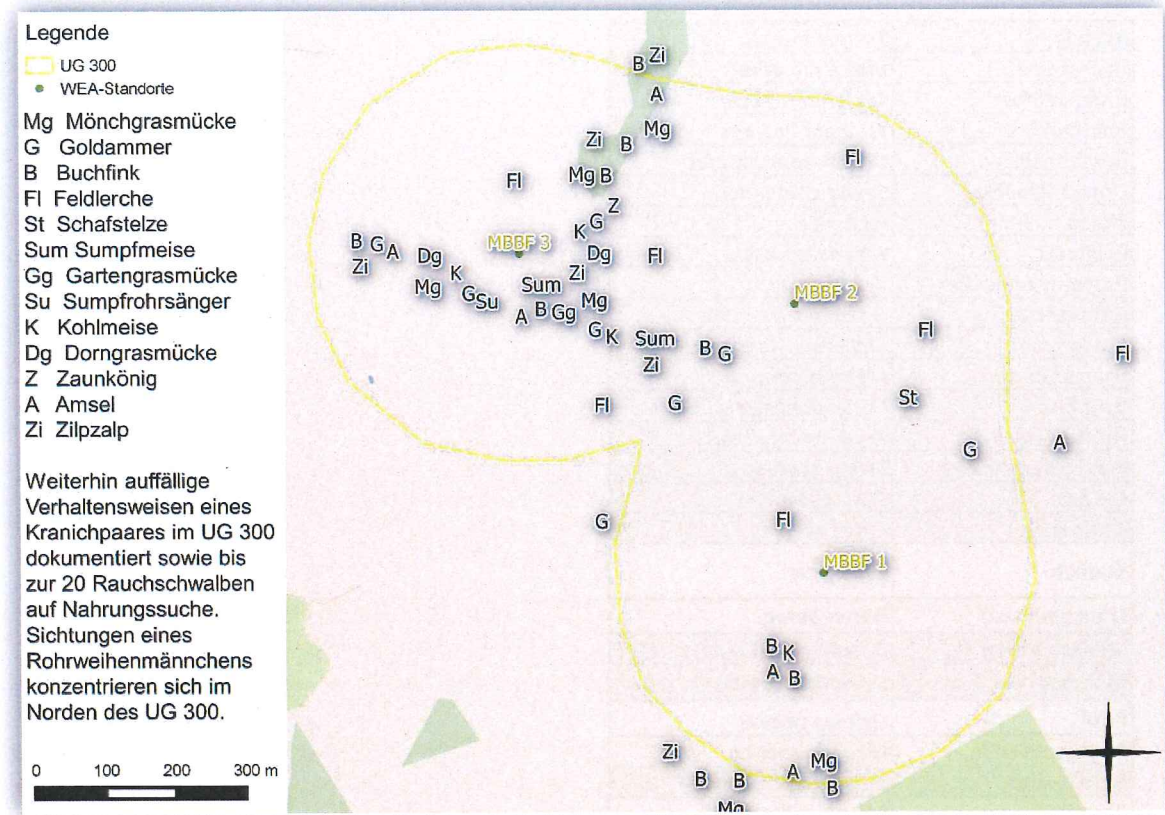 Legende
UG 300
WEA-Standorte
Mg Mönchgrasmücke
G Goldammer
B Buchfink
Fl Feldlerche
St Schafstelze
Sum Sumpfmeise
Gg Gartengrasmücke
Su Sumpfrohrsänger
K Kohlmeise
Dg Dorngrasmücke
Z Zaunkönig
A Amsel
Zi Zilpzalp
Weiterhin auffällige
Verhaltensweisen eines
Kranichpaares im UG 300
dokumentiert sowie bis
zur 20 Rauchschwalben
auf Nahrungssuche.
Sichtungen eines
Rohrweihenmännchens
konzentrieren sich im
Norden des UG 300.
0 100 200 300 m
B Zi
A
Mg
Zi B
Fl
Mg B
Fl
Z
G
K
B G A
MBBF 3
Dg
Dg
Fl
Zi
Zi
K
Mg
Sum
G Su
Mg
MBBF 2
A B Gg
G K
Sum
Fl
B G
Fl
Zi
St
Fl
G
A
G
G
Fl
MBBF 1
B K
A B
Zi
Mg
A
B
B
B
Mg